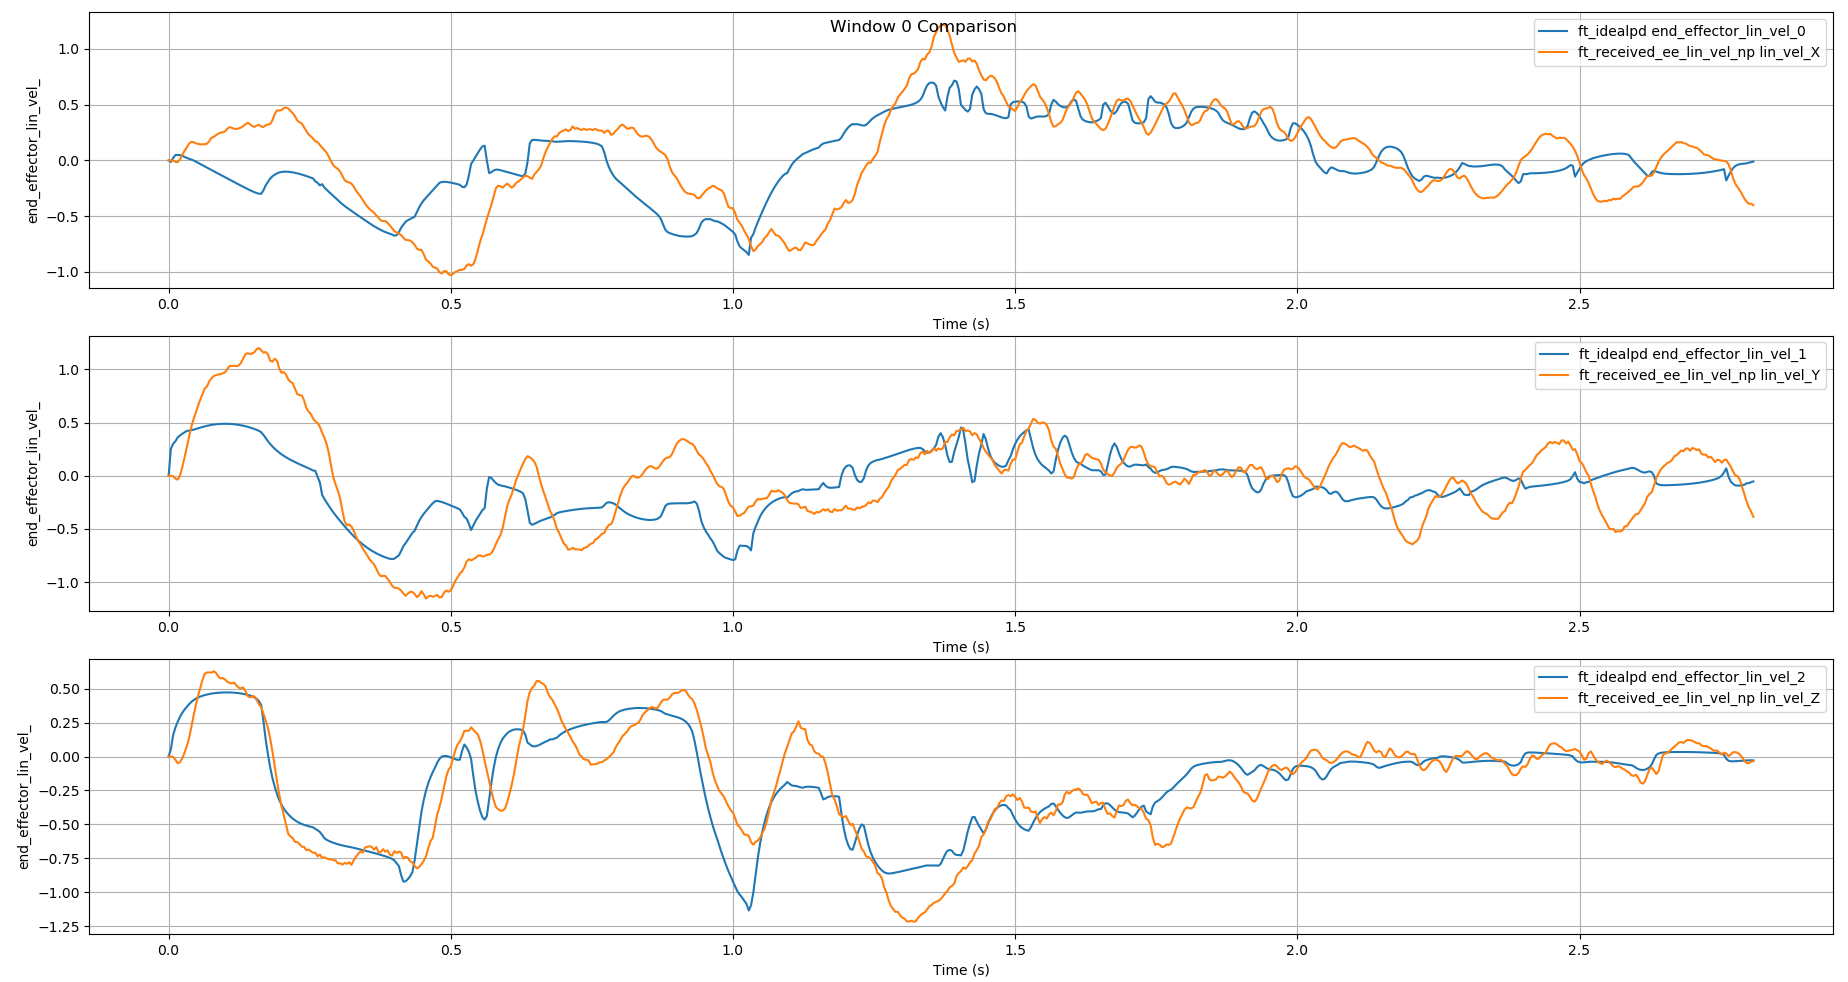 Window 0 Comparison
ft_idealpd end_effector_lin_vel_0
ft_received_ee_lin_vel_np lin_vel_X
end_effector_lin_vel_
1.0
0.5
0.0
−0.5
−1.0
0.0 0.5 1.0 1.5 2.0 2.5
Time (s)
ft_idealpd end_effector_lin_vel_1
ft_received_ee_lin_vel_np lin_vel_Y
end_effector_lin_vel_
1.0
0.5
0.0
−0.5
−1.0
0.0 0.5 1.0 1.5 2.0 2.5
Time (s)
ft_idealpd end_effector_lin_vel_2
ft_received_ee_lin_vel_np lin_vel_Z
end_effector_lin_vel_
0.50
0.25
0.00
−0.25
−0.50
−0.75
−1.00
−1.25
0.0 0.5 1.0 1.5 2.0 2.5
Time (s)